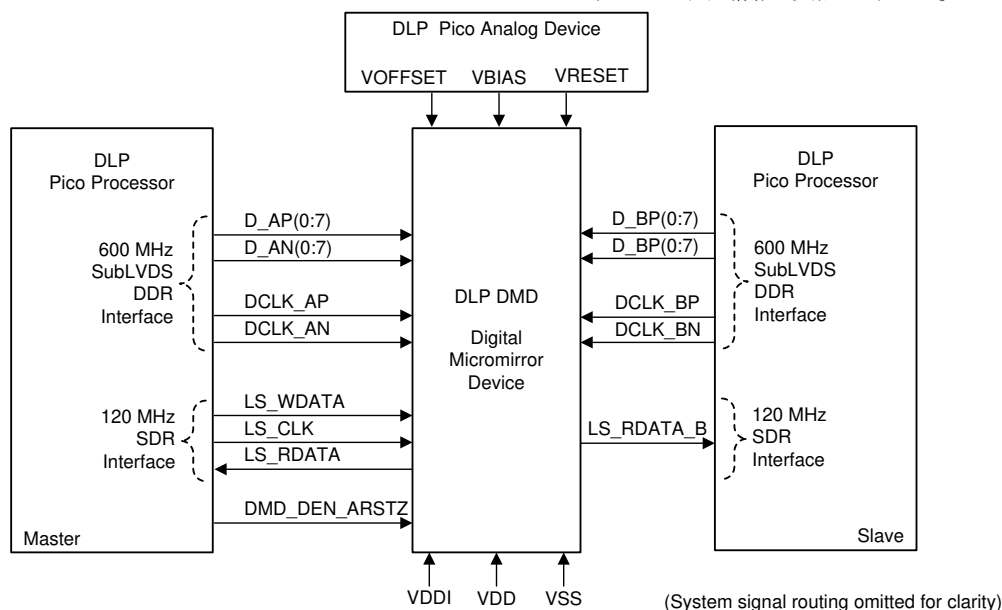 DLP Pico Analog Device
VOFFSET VBIAS VRESET
DLP
Pico Processor
600 MHz
SubLVDS
DDR
Interface
120 MHz
SDR
Interface
Master
D_AP(0:7)
D_AN(0:7)
DCLK_AP
DCLK_AN
LS_WDATA
LS_CLK
LS_RDATA
DMD_DEN_ARSTZ
DLP DMD
Digital
Micromirror
Device
D_BP(0:7)
D_BP(0:7)
DCLK_BP
DCLK_BN
LS_RDATA_B
DLP
Pico Processor
600 MHz
SubLVDS
DDR
Interface
120 MHz
SDR
Interface
Slave
VDDI VDD VSS
(System signal routing omitted for clarity)